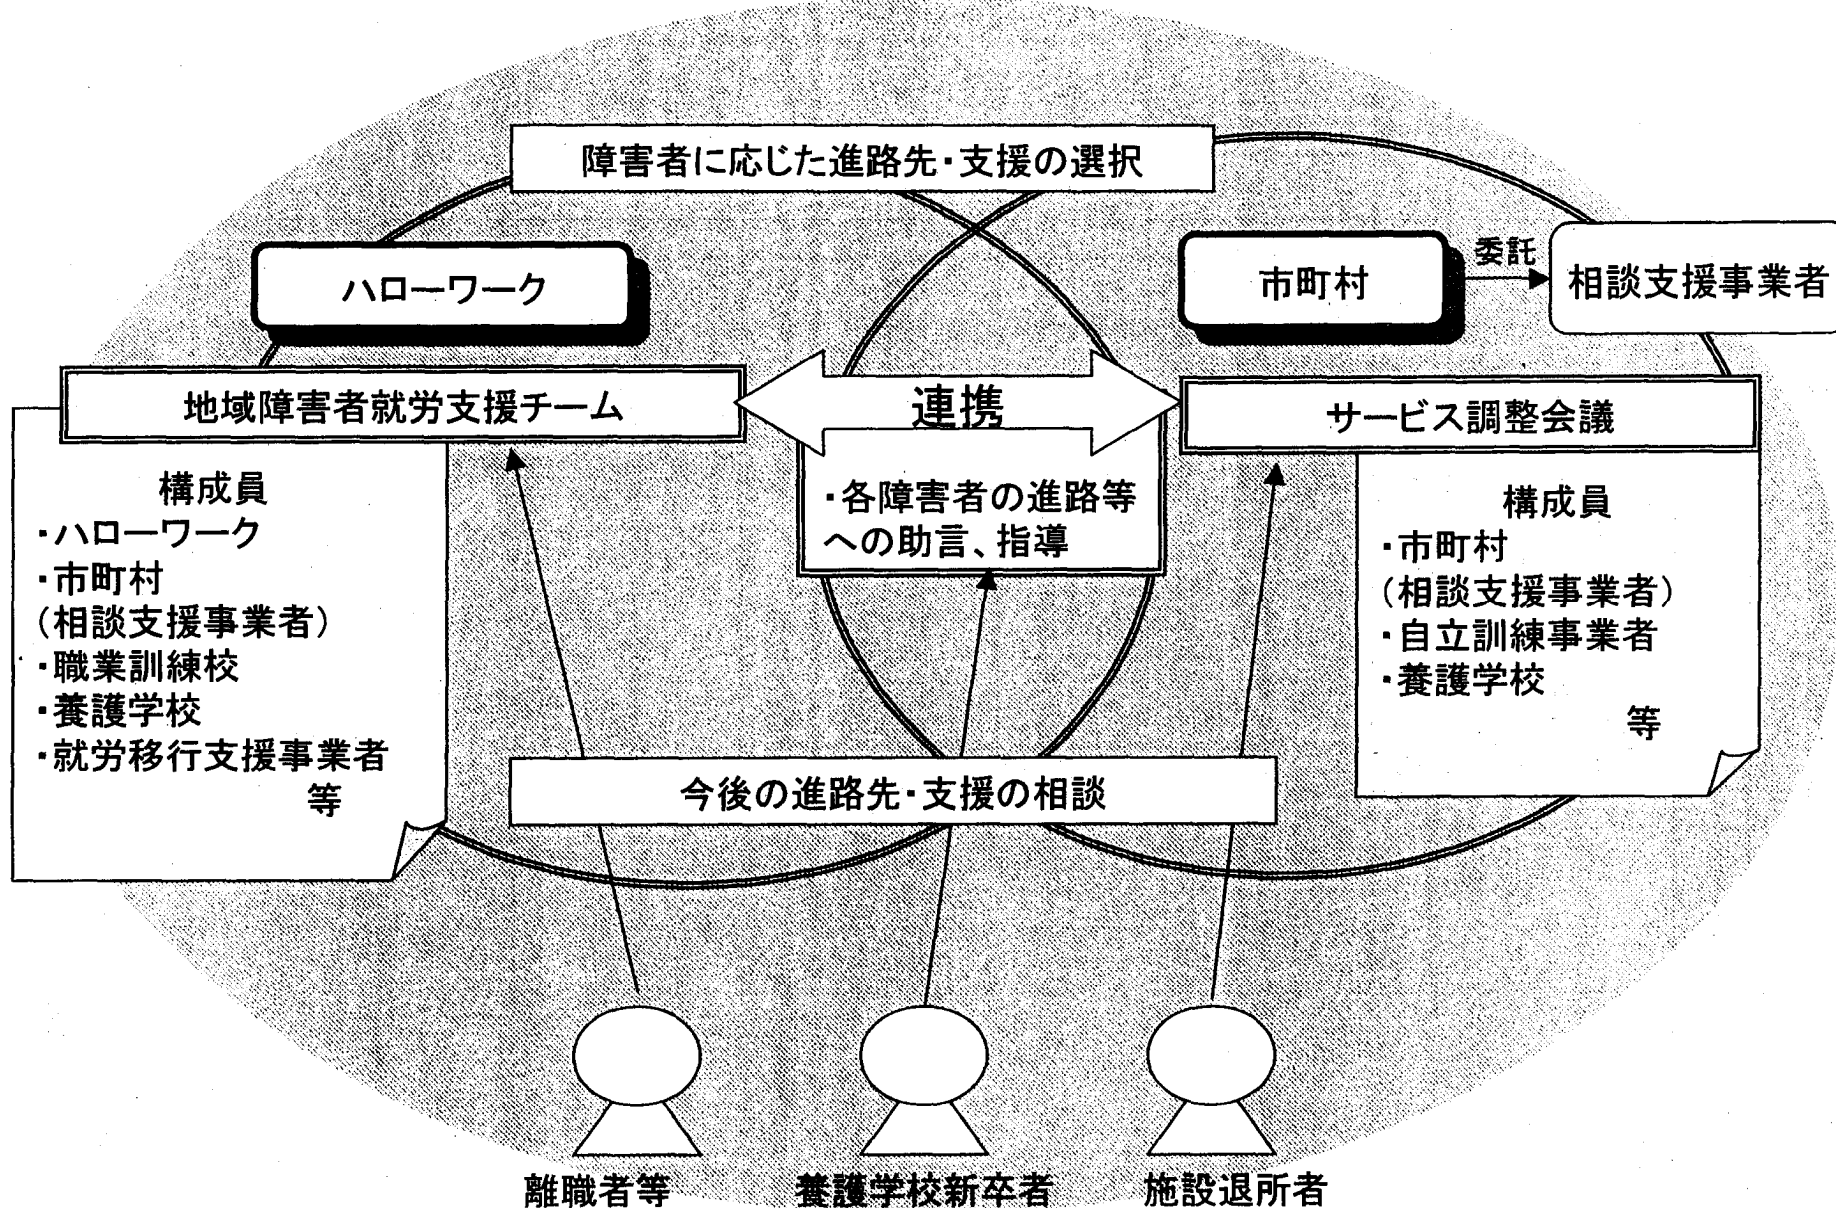 障害者に応じた進路先・支援の選択
ハローワーク
市町村
委託
相談支援事業者
地域障害者就労支援チーム
連携
サービス調整会議
構成員
・ハローワーク
・市町村
(相談支援事業者)
・職業訓練校
・養護学校
・就労移行支援事業者
等
・各障害者の進路等
への助言、指導
構成員
・市町村
(相談支援事業者)
・自立訓練事業者
・養護学校
等
今後の進路先・支援の相談
離職者等
養護学校新卒者
施設退所者